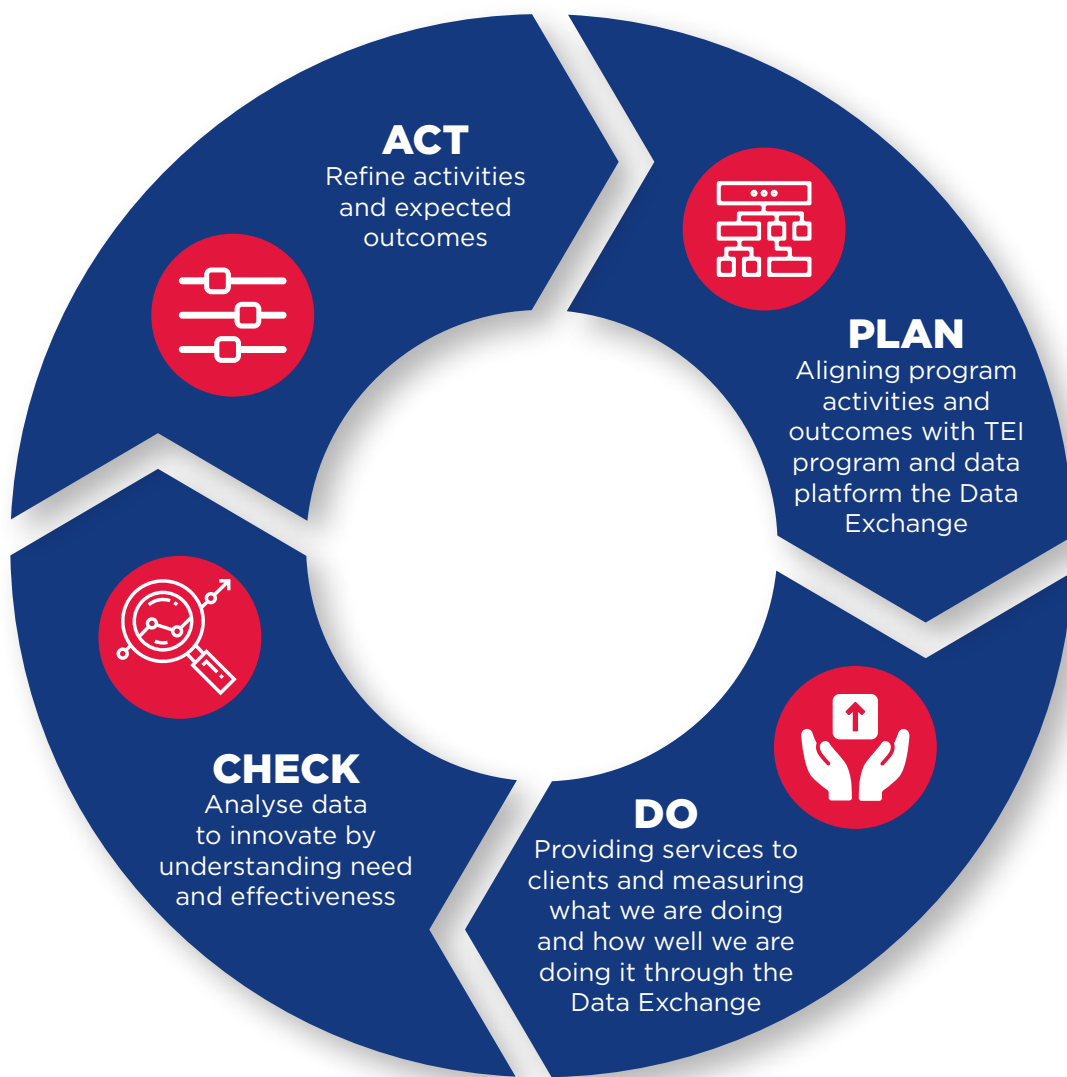 ACT
Refine activities
and expected
outcomes
PLAN
Aligning program
activities and
outcomes with TEI
program and data
platform the Data
Exchange
DO
Providing services to
clients and measuring
what we are doing
and how well we are
doing it through the
Data Exchange
CHECK
Analyse data
to innovate by
understanding need
and effectiveness